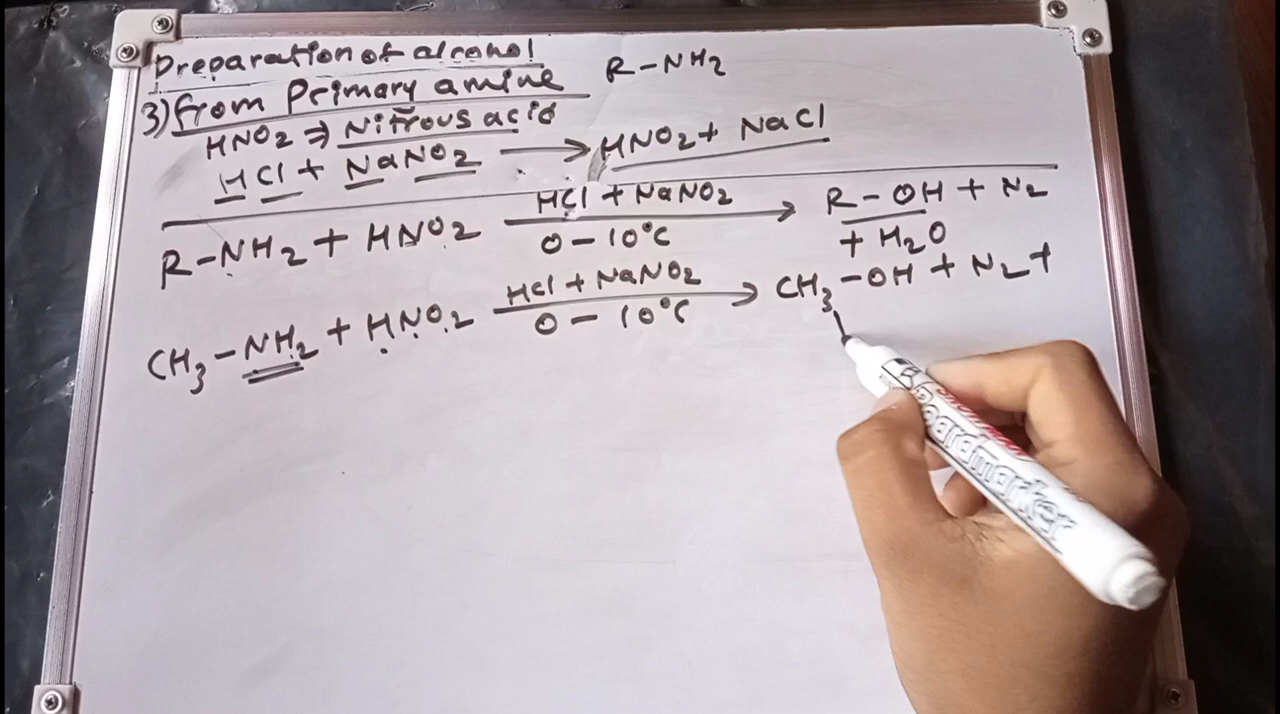 Preparation of alcohol
3) from Primary amine R-NH2
HNO2 ⇒ Nitrous acid
HCl + NaNO2 ⟶ HNO2 + NaCl
HCl + NaNO2
R-NH2 + HNO2 ⟶ R-OH + N2
0-10°C
+ H2O
HCl + NaNO2
CH3-NH2 + HNO2 ⟶ CH3-OH + N2 +
0-10°C
Boardmarker